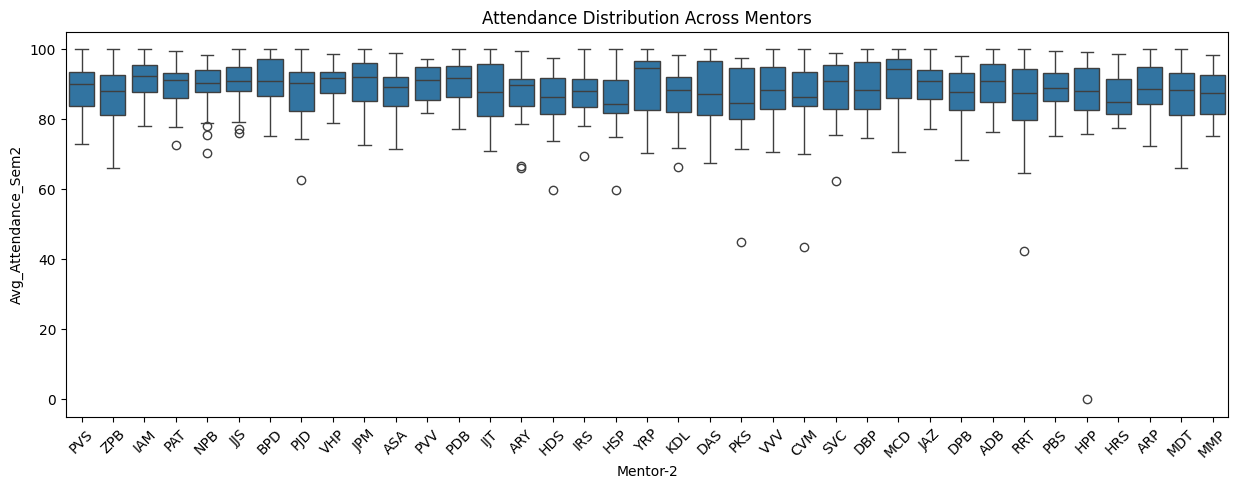 Attendance Distribution Across Mentors
Avg_Attendance_Sem2
100
80
60
40
20
0
PVS ZPB IAM PAT NPB JJS BPD PJD VHP JPM ASA PVV PDB IJT ARY HDS IRS HSP YRP KDL DAS PKS VVV CVM SVC DBP MCD JAZ DPB ADB RRT PBS HPP HRS ARP MDT MMP
Mentor-2